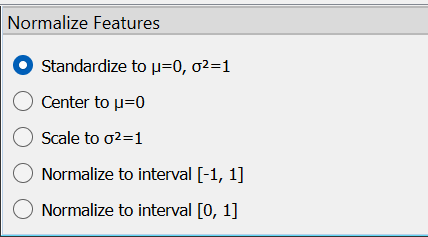 Normalize Features
Standardize to μ=0, σ²=1
Center to μ=0
Scale to σ²=1
Normalize to interval [-1, 1]
Normalize to interval [0, 1]